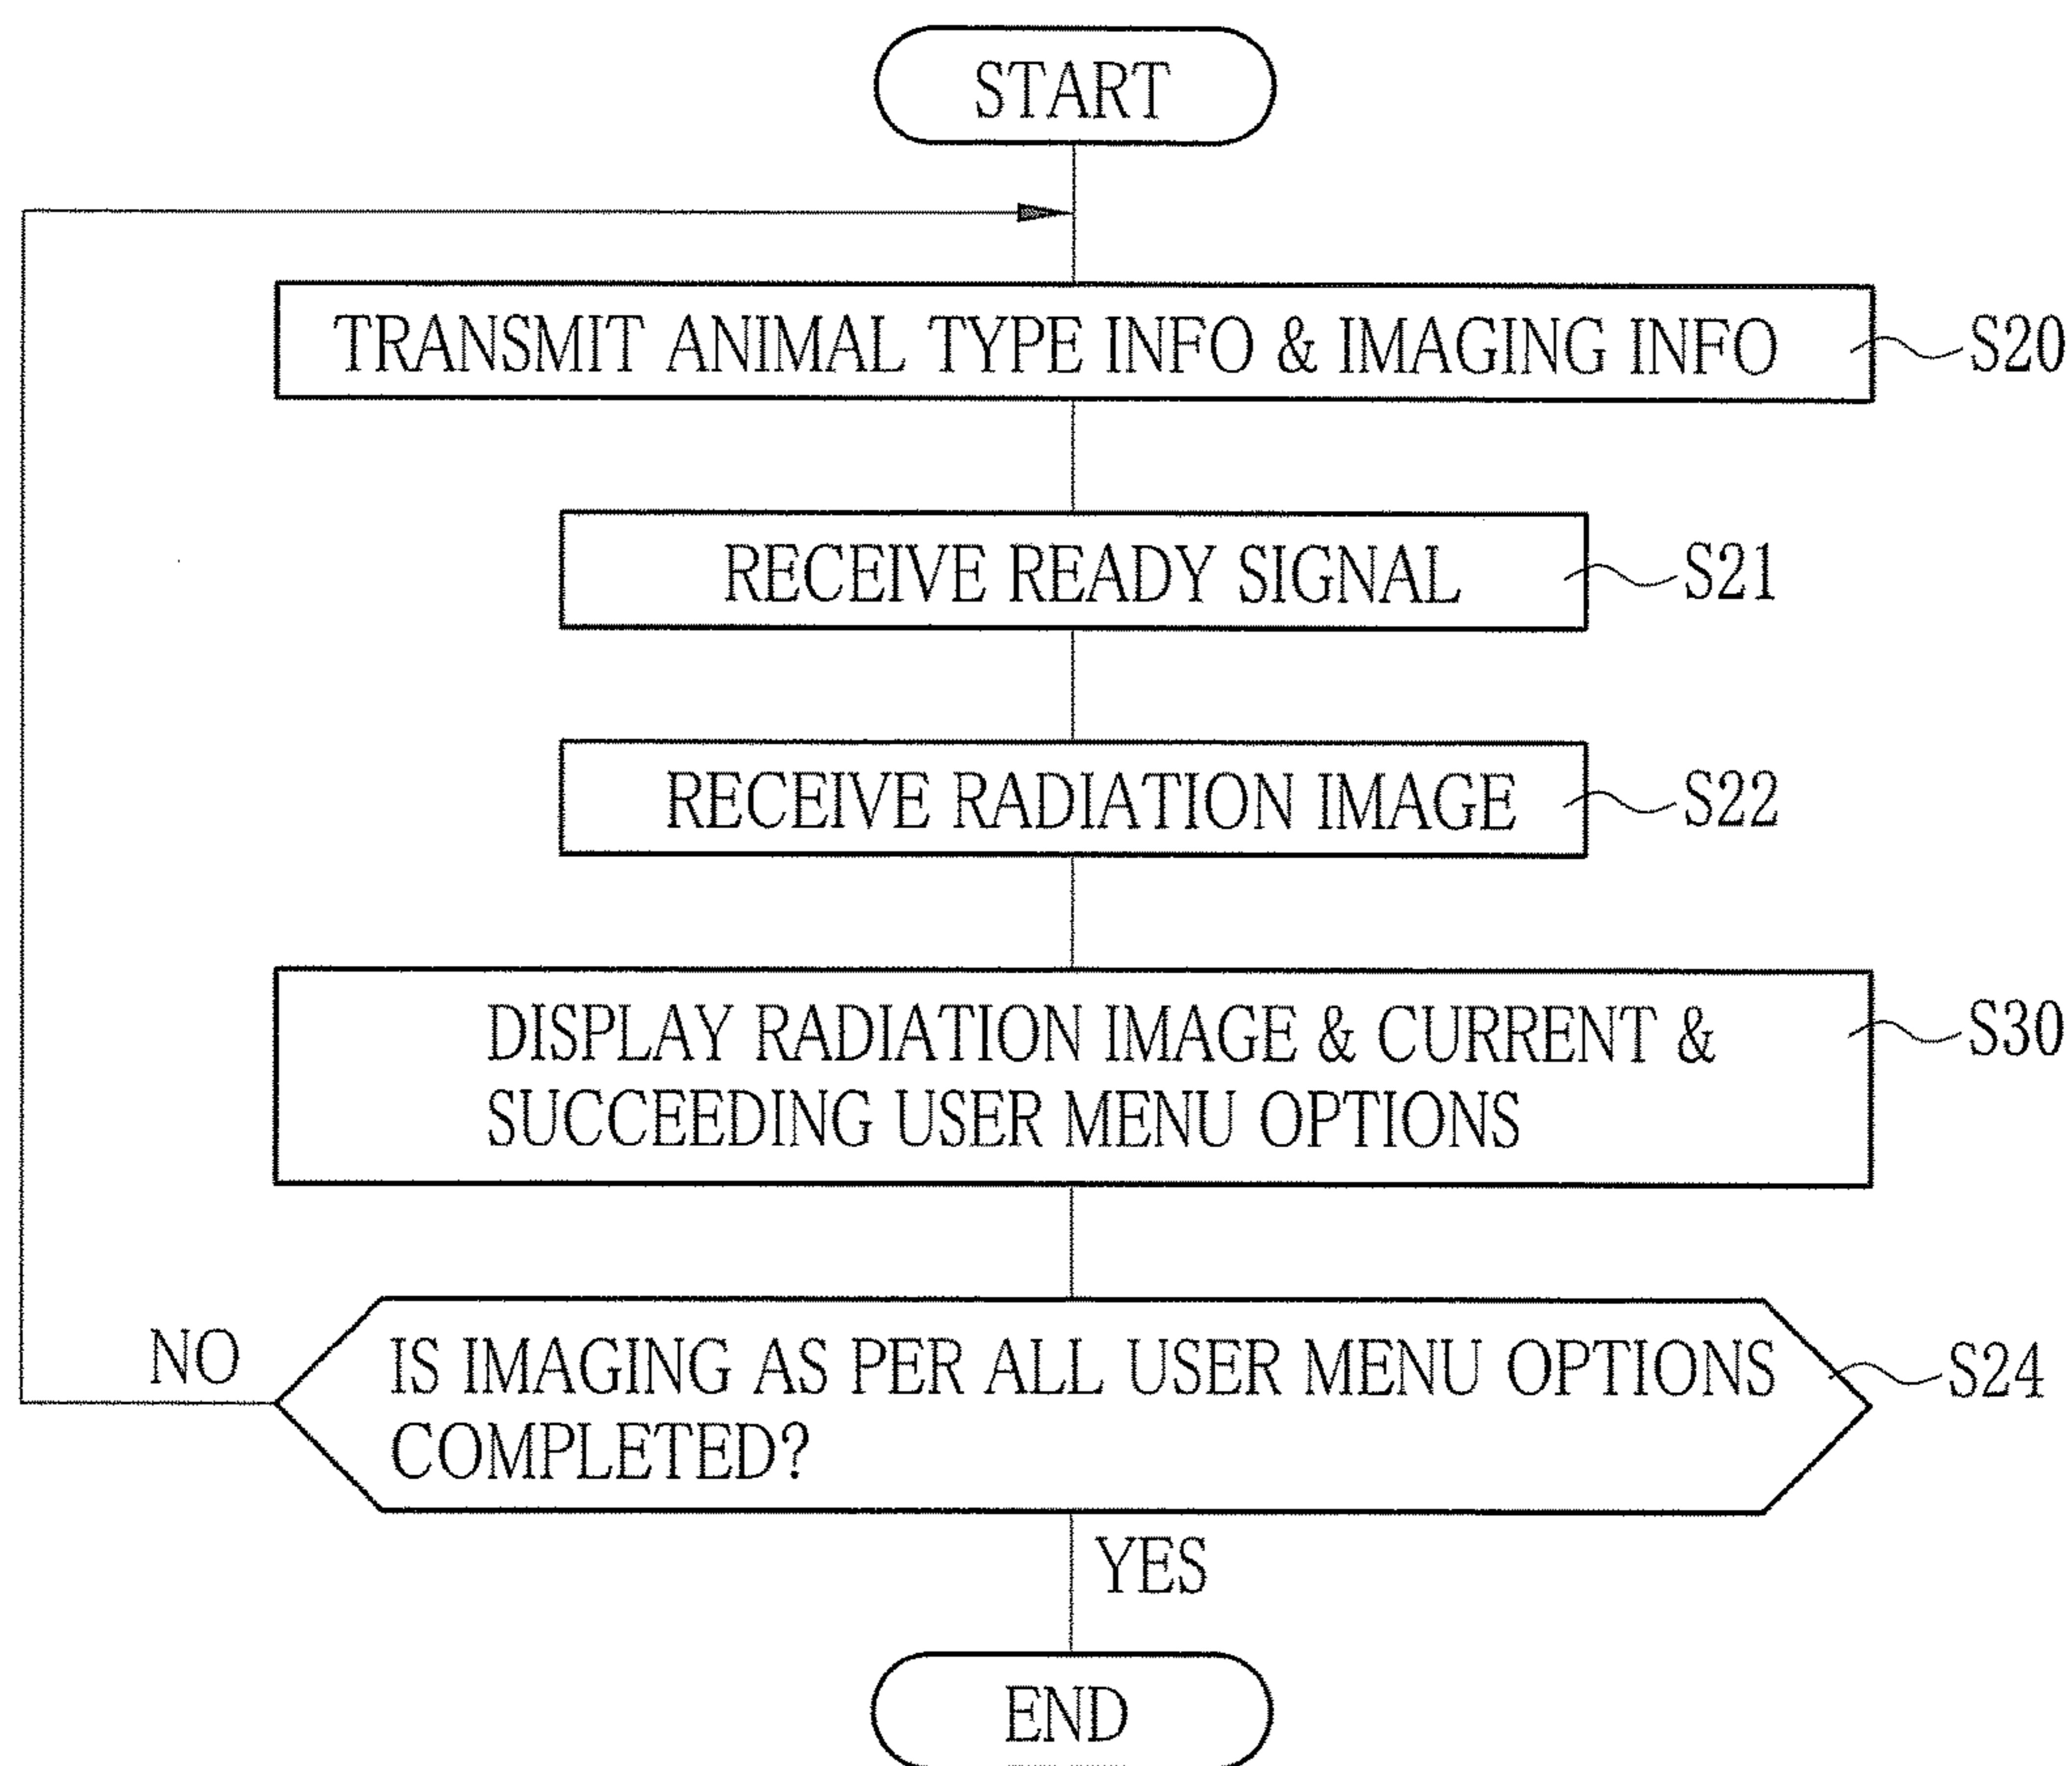 START
TRANSMIT ANIMAL TYPE INFO & IMAGING INFO
S20
RECEIVE READY SIGNAL
S21
RECEIVE RADIATION IMAGE
S22
DISPLAY RADIATION IMAGE & CURRENT &
SUCCEEDING USER MENU OPTIONS
S30
NO
IS IMAGING AS PER ALL USER MENU OPTIONS
COMPLETED?
S24
YES
END